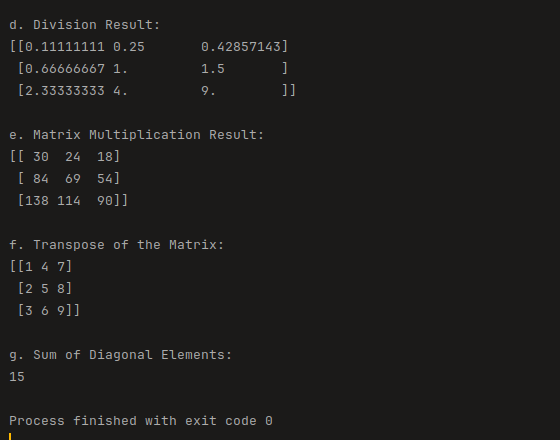 d. Division Result:
[[0.11111111 0.25       0.42857143]
 [0.66666667 1.         1.5       ]
 [2.33333333 4.         9.        ]]
e. Matrix Multiplication Result:
[[ 30  24  18]
 [ 84  69  54]
 [138 114  90]]
f. Transpose of the Matrix:
[[1 4 7]
 [2 5 8]
 [3 6 9]]
g. Sum of Diagonal Elements:
15
Process finished with exit code 0